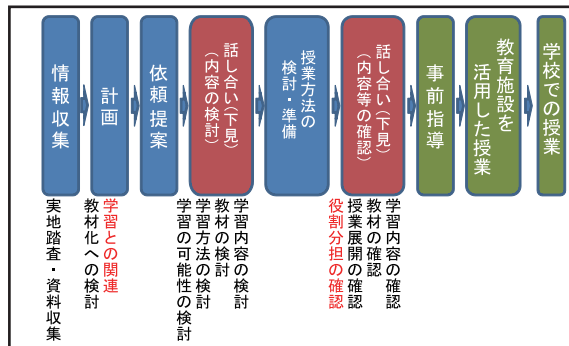 情報収集
計画
依頼提案
話し合い(下見)
(内容の検討)
授業方法の
検討・準備
話し合い(下見)
(内容等の確認)
事前指導
教育施設を
活用した授業
学校での授業
実地踏査・資料収集
学習との関連
教材化への検討
学習内容の検討
教材の検討
学習方法の検討
学習の可能性の検討
学習内容の確認
教材の確認
授業展開の確認
役割分担の確認